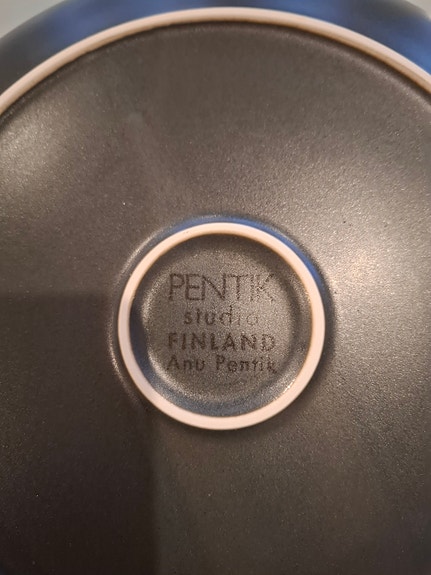 PENTIK
studio
FINLAND
Anu Pentik